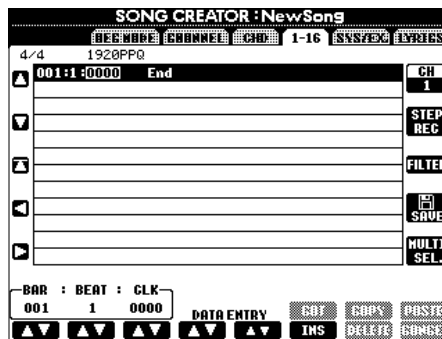 SONG CREATOR : NewSong
REC MODE CHANNEL CHD 1-16 SYS/EX. LYRICS
4/4 1920PPQ
001:1:0000 End
CH
1
STEP
REC
FILTER
SAVE
MULTI
SEL.
BAR : BEAT : CLK
001 1 0000
DATA ENTRY
CUT COPY PASTE
INS DELETE CANCEL